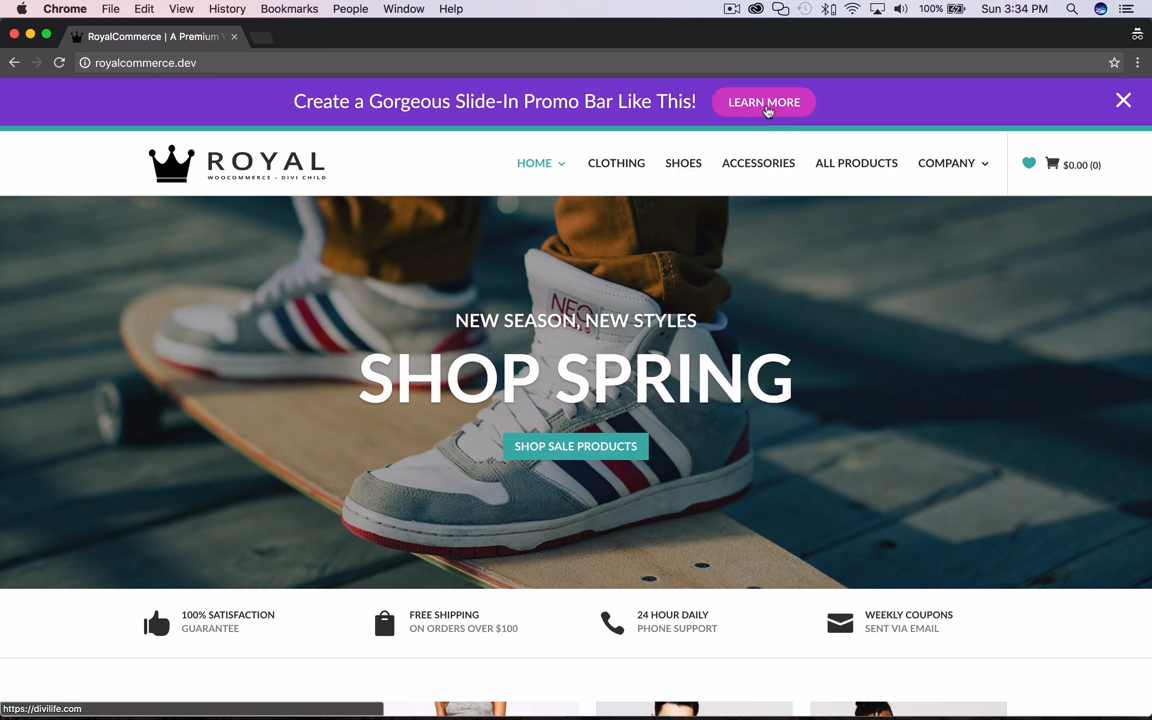 Chrome File Edit View History Bookmarks People Window Help 100% Sun 3:34 PM
RoyalCommerce | A Premium
royalcommerce.dev
Create a Gorgeous Slide-In Promo Bar Like This! LEARN MORE
ROYAL
WOOCOMMERCE - DIVI CHILD
HOME CLOTHING SHOES ACCESSORIES ALL PRODUCTS COMPANY $0.00 (0)
NEO
NEW SEASON, NEW STYLES
SHOP SPRING
SHOP SALE PRODUCTS
100% SATISFACTION
GUARANTEE
FREE SHIPPING
ON ORDERS OVER $100
24 HOUR DAILY
PHONE SUPPORT
WEEKLY COUPONS
SENT VIA EMAIL
https://divilife.com